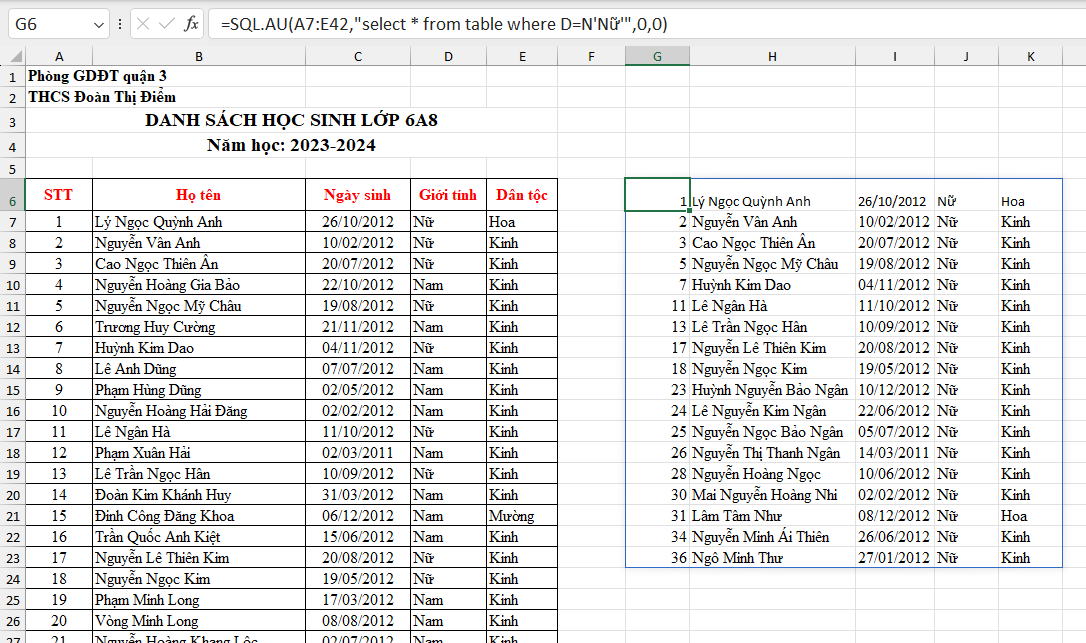 G6 fx =SQL.AU(A7:E42,"select * from table where D=N'Nữ'",0,0)
A B C D E F G H I J K
1 Phòng GDĐT quận 3
2 THCS Đoàn Thị Điểm
3 DANH SÁCH HỌC SINH LỚP 6A8
4 Năm học: 2023-2024
5
6 STT Họ tên Ngày sinh Giới tính Dân tộc 1 Lý Ngọc Quỳnh Anh 26/10/2012 Nữ Hoa
7 1 Lý Ngọc Quỳnh Anh 26/10/2012 Nữ Hoa 2 Nguyễn Vân Anh 10/02/2012 Nữ Kinh
8 2 Nguyễn Vân Anh 10/02/2012 Nữ Kinh 3 Cao Ngọc Thiên Ân 20/07/2012 Nữ Kinh
9 3 Cao Ngọc Thiên Ân 20/07/2012 Nữ Kinh 5 Nguyễn Ngọc Mỹ Châu 19/08/2012 Nữ Kinh
10 4 Nguyễn Hoàng Gia Bảo 22/10/2012 Nam Kinh 7 Huỳnh Kim Dao 04/11/2012 Nữ Kinh
11 5 Nguyễn Ngọc Mỹ Châu 19/08/2012 Nữ Kinh 11 Lê Ngân Hà 11/10/2012 Nữ Kinh
12 6 Trương Huy Cường 21/11/2012 Nam Kinh 13 Lê Trần Ngọc Hân 10/09/2012 Nữ Kinh
13 7 Huỳnh Kim Dao 04/11/2012 Nữ Kinh 17 Nguyễn Lê Thiên Kim 20/08/2012 Nữ Kinh
14 8 Lê Anh Dũng 07/07/2012 Nam Kinh 18 Nguyễn Ngọc Kim 19/05/2012 Nữ Kinh
15 9 Phạm Hùng Dũng 02/05/2012 Nam Kinh 23 Huỳnh Nguyễn Bảo Ngân 10/12/2012 Nữ Kinh
16 10 Nguyễn Hoàng Hải Đăng 02/02/2012 Nam Kinh 24 Lê Nguyễn Kim Ngân 22/06/2012 Nữ Kinh
17 11 Lê Ngân Hà 11/10/2012 Nữ Kinh 25 Nguyễn Ngọc Bảo Ngân 05/07/2012 Nữ Kinh
18 12 Phạm Xuân Hải 02/03/2011 Nam Kinh 26 Nguyễn Thị Thanh Ngân 14/03/2011 Nữ Kinh
19 13 Lê Trần Ngọc Hân 10/09/2012 Nữ Kinh 28 Nguyễn Hoàng Ngọc 10/06/2012 Nữ Kinh
20 14 Đoàn Kim Khánh Huy 31/03/2012 Nam Kinh 30 Mai Nguyễn Hoàng Nhi 02/02/2012 Nữ Kinh
21 15 Đinh Công Đăng Khoa 06/12/2012 Nam Mường 31 Lâm Tâm Như 08/12/2012 Nữ Hoa
22 16 Trần Quốc Anh Kiệt 15/06/2012 Nam Kinh 34 Nguyễn Minh Ái Thiên 26/06/2012 Nữ Kinh
23 17 Nguyễn Lê Thiên Kim 20/08/2012 Nữ Kinh 36 Ngô Minh Thư 27/01/2012 Nữ Kinh
24 18 Nguyễn Ngọc Kim 19/05/2012 Nữ Kinh
25 19 Phạm Minh Long 17/03/2012 Nam Kinh
26 20 Vòng Minh Long 08/08/2012 Nam Kinh
27 21 Nguyễn Hoàng Khang Lộc 02/07/2012 Nam Kinh